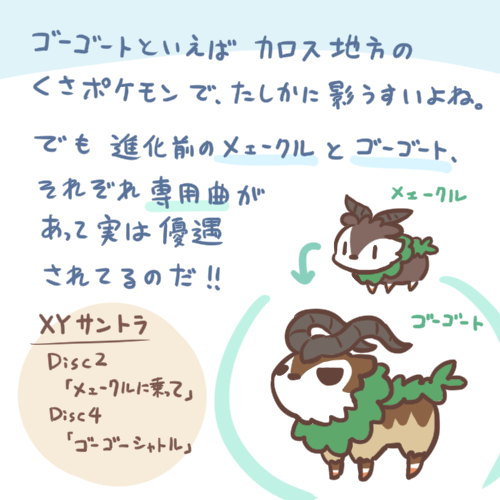 ゴーゴートといえば カロス地方の
くさポケモンで、たしかに影うすいよね。
でも 進化前のメェークルとゴーゴート、
それぞれ専用曲が
あって実は優遇
されてるのだ!!
メェークル
ゴーゴート
XYサントラ
Disc2
「メェークルに乗って」
Disc4
「ゴーゴーシャトル」